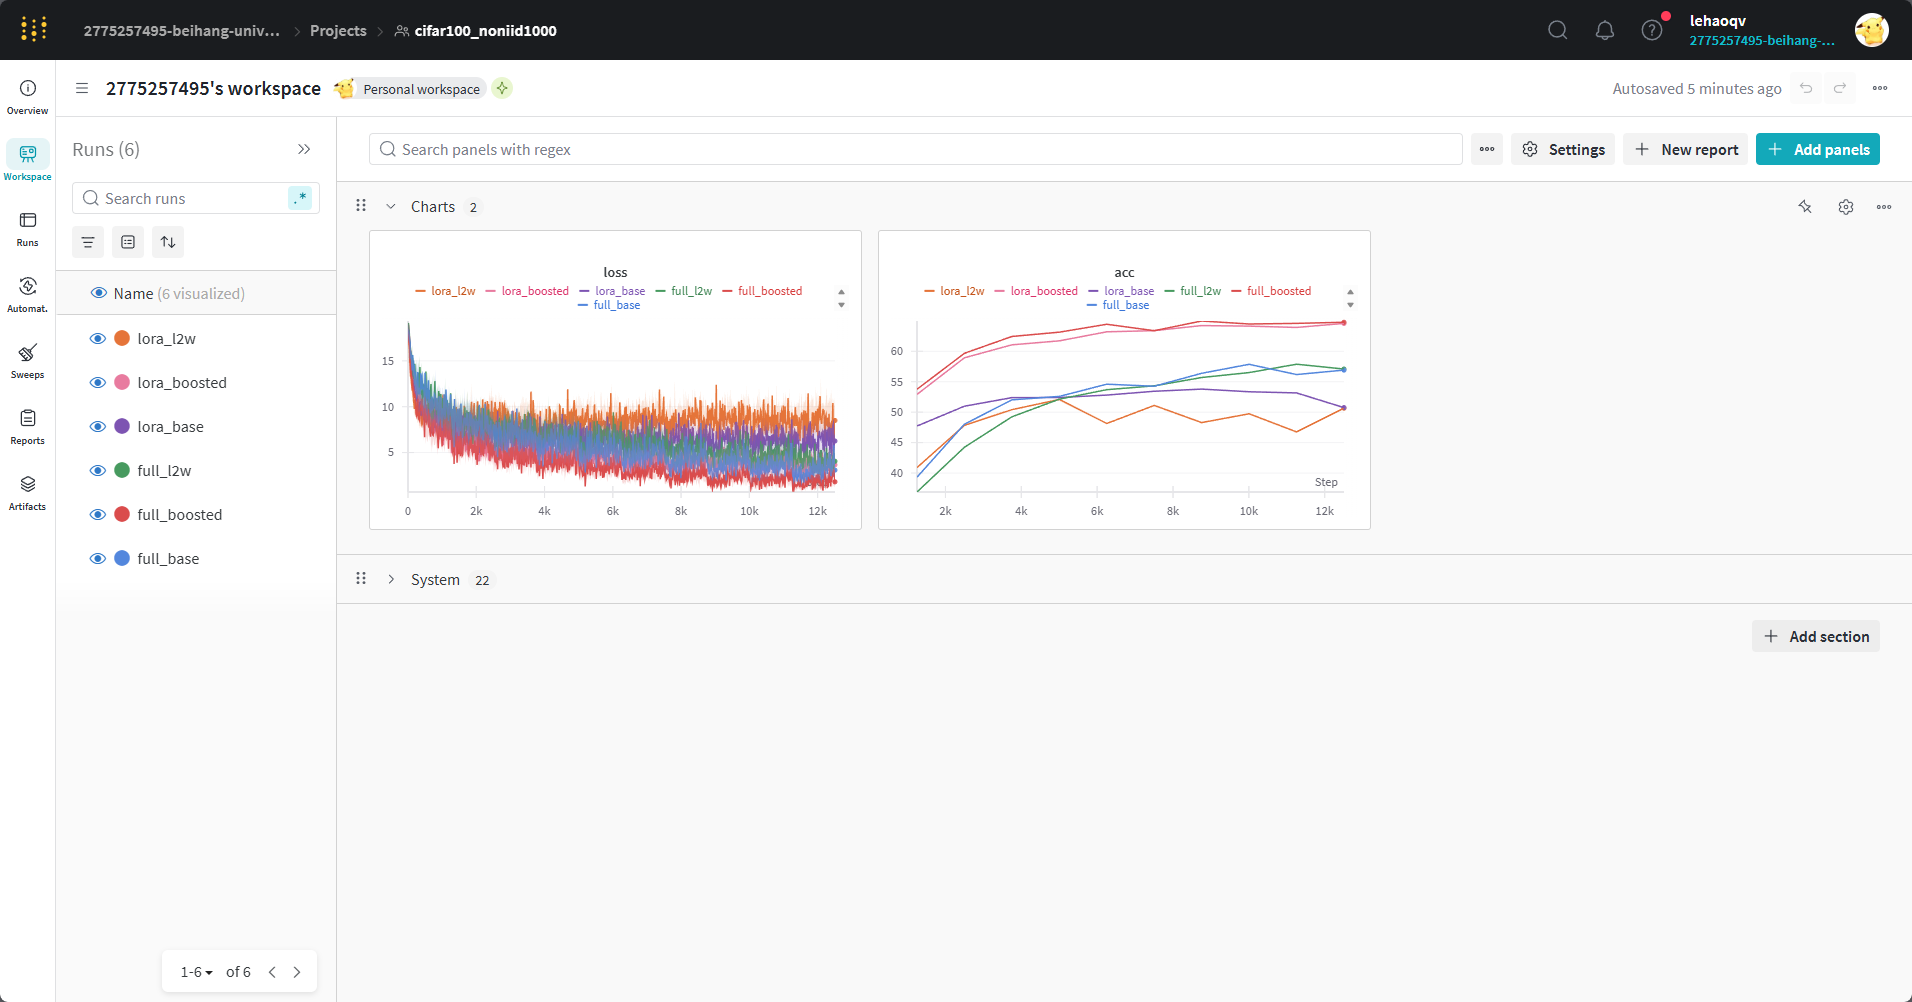 2775257495-beihang-univ... > Projects > cifar100_noniid1000
lehaoqv
2775257495-beihang-...
2775257495's workspace Personal workspace
Autosaved 5 minutes ago
Overview
Workspace
Runs
Automat.
Sweeps
Reports
Artifacts
Runs (6)
Search runs .*
Name (6 visualized)
lora_l2w
lora_boosted
lora_base
full_l2w
full_boosted
full_base
1-6 of 6
Search panels with regex
Settings
New report
Add panels
Charts 2
loss
lora_l2w lora_boosted lora_base full_l2w full_boosted
full_base
15
10
5
0 2k 4k 6k 8k 10k 12k
acc
lora_l2w lora_boosted lora_base full_l2w full_boosted
full_base
60
55
50
45
40
Step
2k 4k 6k 8k 10k 12k
System 22
Add section